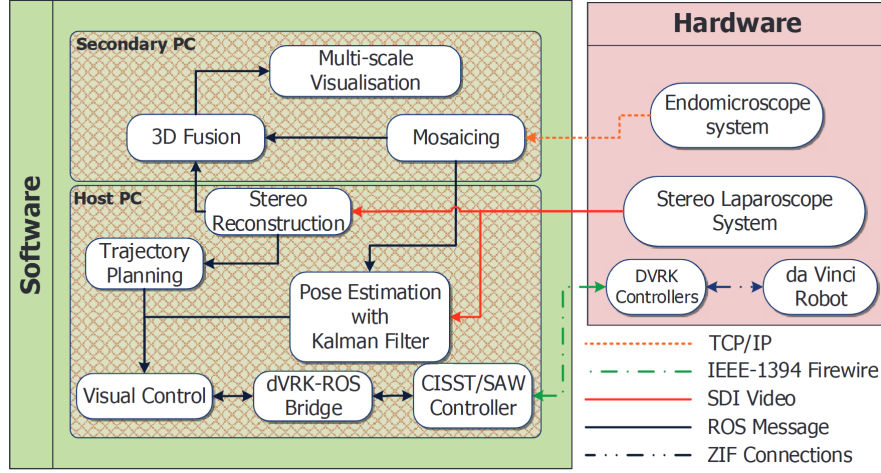 Software
Secondary PC
Multi-scale
Visualisation
3D Fusion
Mosaicing
Host PC
Stereo
Reconstruction
Trajectory
Planning
Pose Estimation
with
Kalman Filter
Visual Control
dVRK-ROS
Bridge
CISST/SAW
Controller
Hardware
Endomicroscope
system
Stereo Laparoscope
System
DVRK
Controllers
da Vinci
Robot
TCP/IP
IEEE-1394 Firewire
SDI Video
ROS Message
ZIF Connections